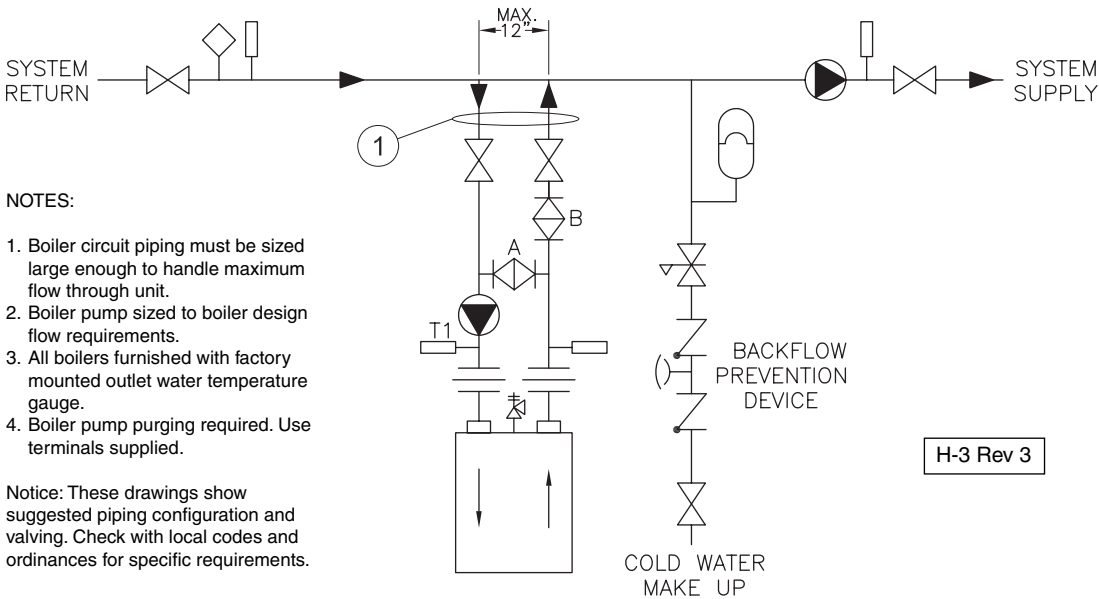 MAX.
12"
SYSTEM
RETURN
SYSTEM
SUPPLY
1
B
A
T1
NOTES:
1. Boiler circuit piping must be sized
large enough to handle maximum
flow through unit.
2. Boiler pump sized to boiler design
flow requirements.
3. All boilers furnished with factory
mounted outlet water temperature
gauge.
4. Boiler pump purging required. Use
terminals supplied.
Notice: These drawings show
suggested piping configuration and
valving. Check with local codes and
ordinances for specific requirements.
BACKFLOW
PREVENTION
DEVICE
H-3 Rev 3
COLD WATER
MAKE UP